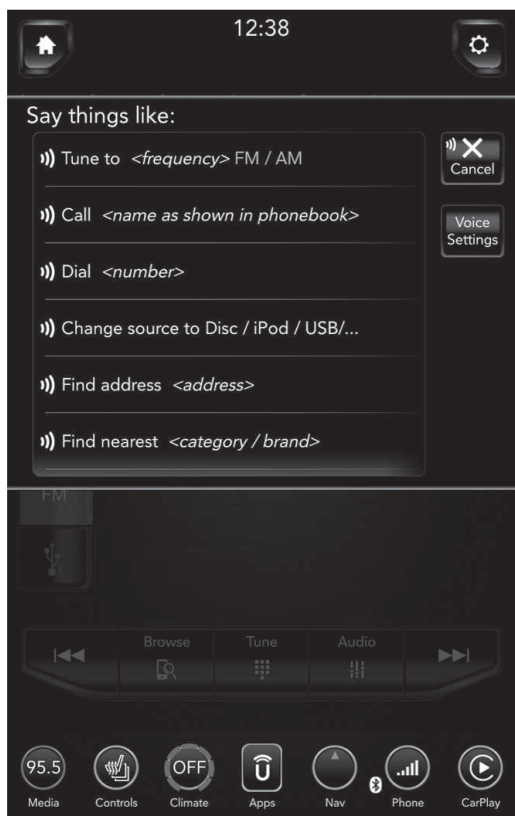 12:38
Say things like:
Tune to <frequency> FM / AM
Cancel
Call <name as shown in phonebook>
Voice
Settings
Dial <number>
Change source to Disc / iPod / USB/...
Find address <address>
Find nearest <category / brand>
FM
Browse
Tune
Audio
95.5
OFF
Media
Controls
Climate
Apps
Nav
Phone
CarPlay